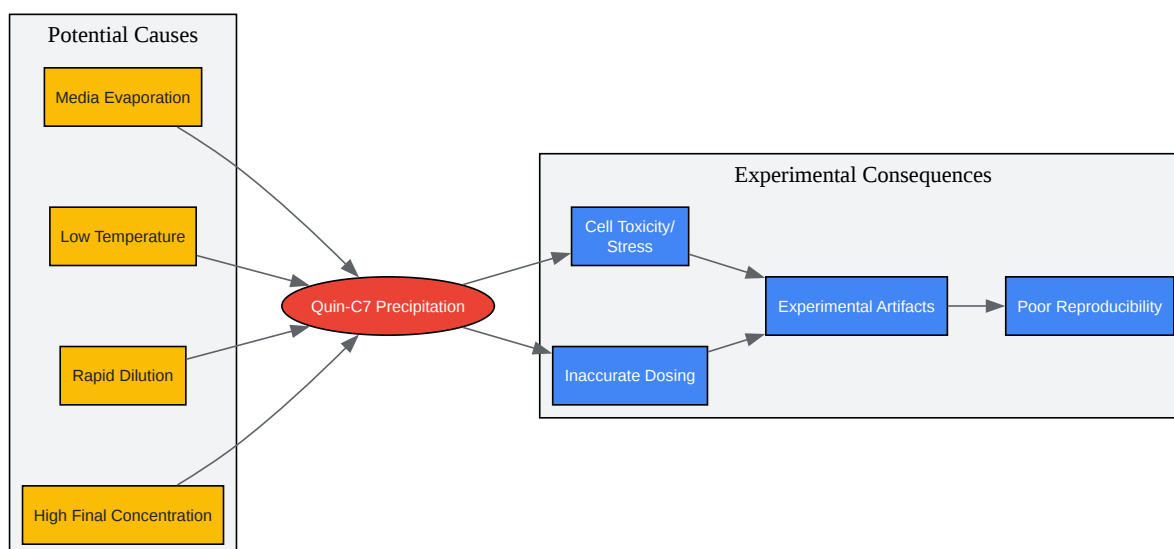 Potential Causes
Media Evaporation
Low Temperature
Rapid Dilution
High Final Concentration
Quin-C7 Precipitation
Experimental Consequences
Cell Toxicity/
Stress
Inaccurate Dosing
Experimental Artifacts
Poor Reproducibility